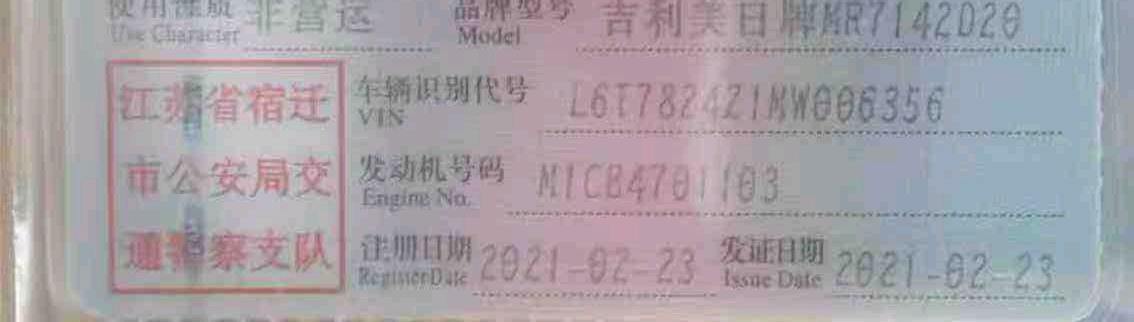 使用性质 非营运 品牌型号 吉利美日牌MR7142D20
Use Character Model
江苏省宿迁 车辆识别代号 L6T7824Z1MW006356
VIN
市公安局交 发动机号码 M1CB4701103
Engine No.
通警察支队 注册日期 2021-02-23 发证日期 2021-02-23
Register Date Issue Date